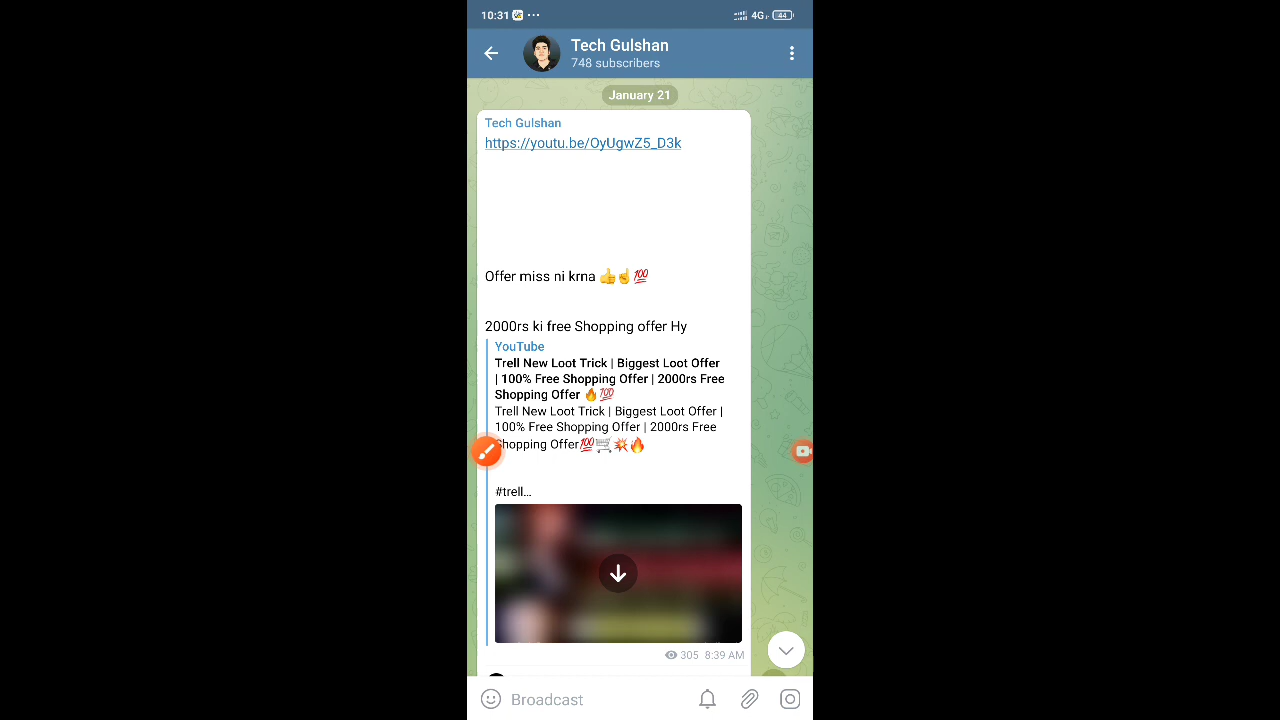 10:31
4G
44
Tech Gulshan
748 subscribers
January 21
Tech Gulshan
https://youtu.be/OyUgwZ5_D3k
Offer miss ni krna 👍☝💯
2000rs ki free Shopping offer Hy
YouTube
Trell New Loot Trick | Biggest Loot Offer
| 100% Free Shopping Offer | 2000rs Free
Shopping Offer 🔥💯
Trell New Loot Trick | Biggest Loot Offer |
100% Free Shopping Offer | 2000rs Free
Shopping Offer💯🛒💥🔥
#trell...
305 8:39 AM
Broadcast